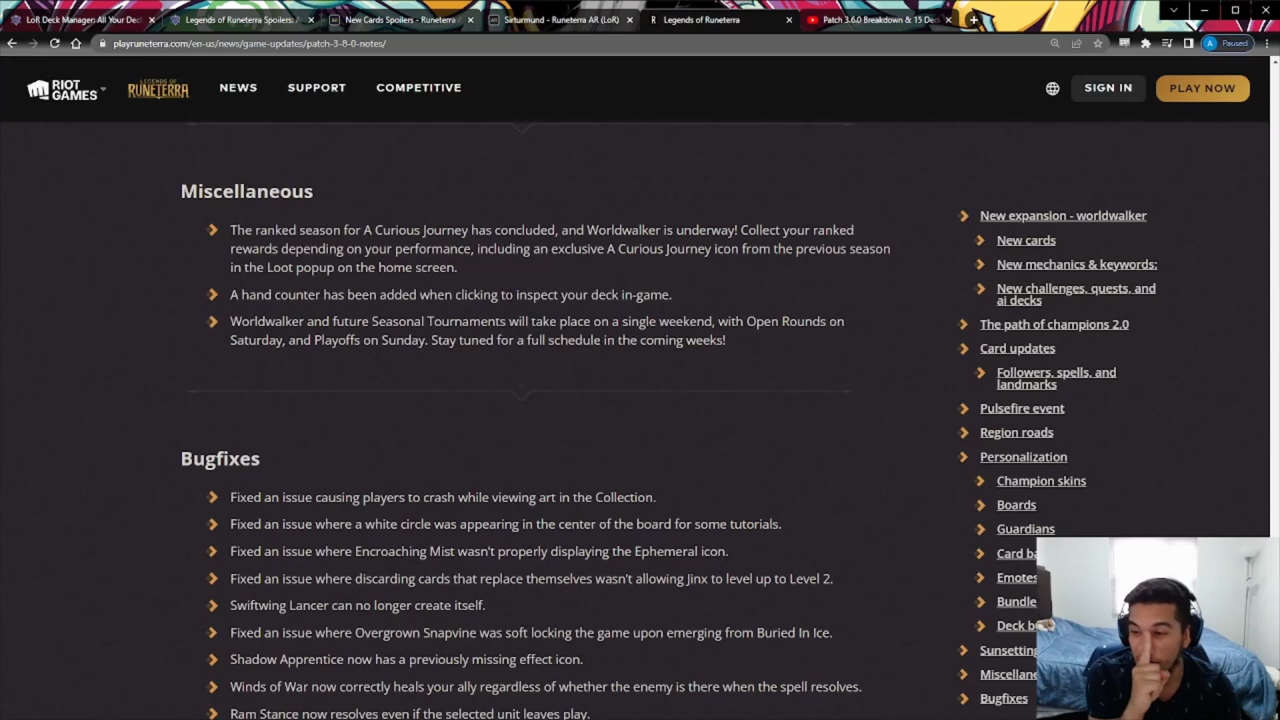 LoR Deck Manager: All Your Dec
Legends of Runeterra Spoilers:
New Cards Spoilers - Runeterra
Sirturmund - Runeterra AR (LoR)
Legends of Runeterra
Patch 3.6.0 Breakdown & 15 Dec
playruneterra.com/en-us/news/game-updates/patch-3-8-0-notes/
A Paused
RIOT GAMES
LEGENDS OF RUNETERRA
NEWS
SUPPORT
COMPETITIVE
SIGN IN
PLAY NOW
Miscellaneous
The ranked season for A Curious Journey has concluded, and Worldwalker is underway! Collect your ranked
rewards depending on your performance, including an exclusive A Curious Journey icon from the previous season
in the Loot popup on the home screen.
A hand counter has been added when clicking to inspect your deck in-game.
Worldwalker and future Seasonal Tournaments will take place on a single weekend, with Open Rounds on
Saturday, and Playoffs on Sunday. Stay tuned for a full schedule in the coming weeks!
Bugfixes
Fixed an issue causing players to crash while viewing art in the Collection.
Fixed an issue where a white circle was appearing in the center of the board for some tutorials.
Fixed an issue where Encroaching Mist wasn't properly displaying the Ephemeral icon.
Fixed an issue where discarding cards that replace themselves wasn't allowing Jinx to level up to Level 2.
Swiftwing Lancer can no longer create itself.
Fixed an issue where Overgrown Snapvine was soft locking the game upon emerging from Buried In Ice.
Shadow Apprentice now has a previously missing effect icon.
Winds of War now correctly heals your ally regardless of whether the enemy is there when the spell resolves.
Ram Stance now resolves even if the selected unit leaves play.
New expansion - worldwalker
New cards
New mechanics & keywords:
New challenges, quests, and
ai decks
The path of champions 2.0
Card updates
Followers, spells, and
landmarks
Pulsefire event
Region roads
Personalization
Champion skins
Boards
Guardians
Card ba
Emotes
Bundle
Deck b
Sunsetting
Miscellane
Bugfixes